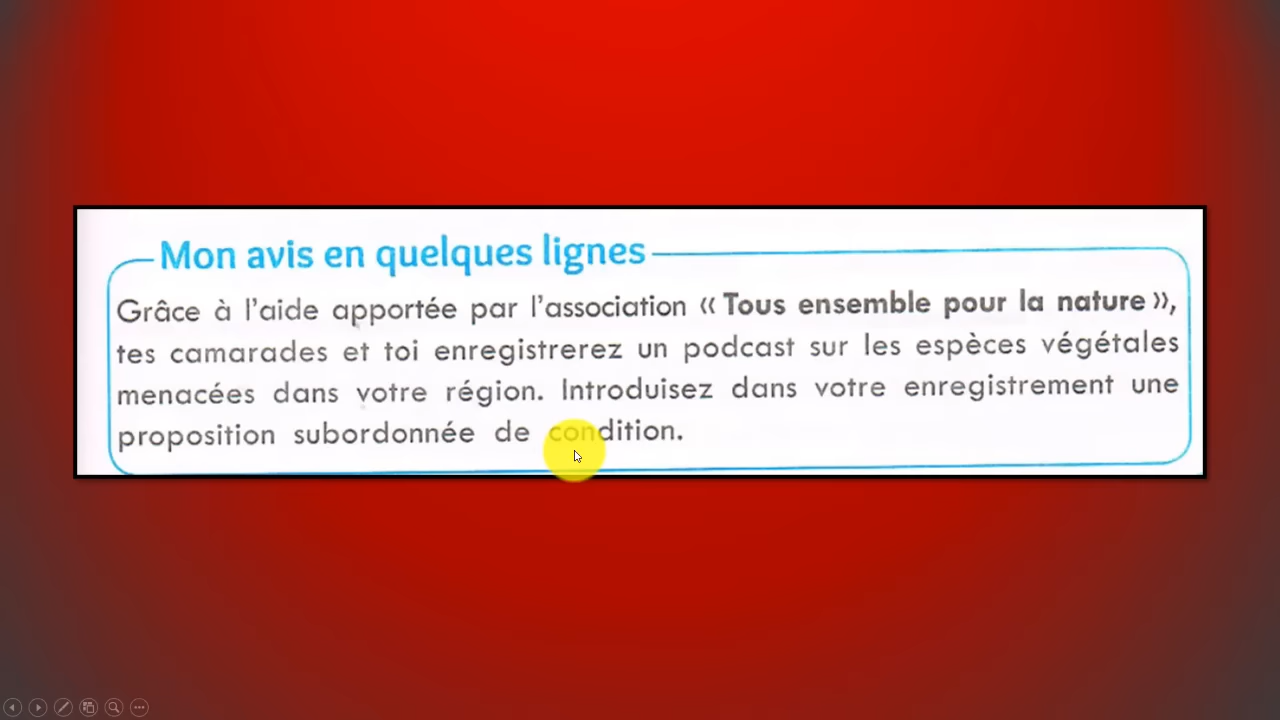 Mon avis en quelques lignes
Grâce à l'aide apportée par l'association « Tous ensemble pour la nature »,
tes camarades et toi enregistrerez un podcast sur les espèces végétales
menacées dans votre région. Introduisez dans votre enregistrement une
proposition subordonnée de condition.